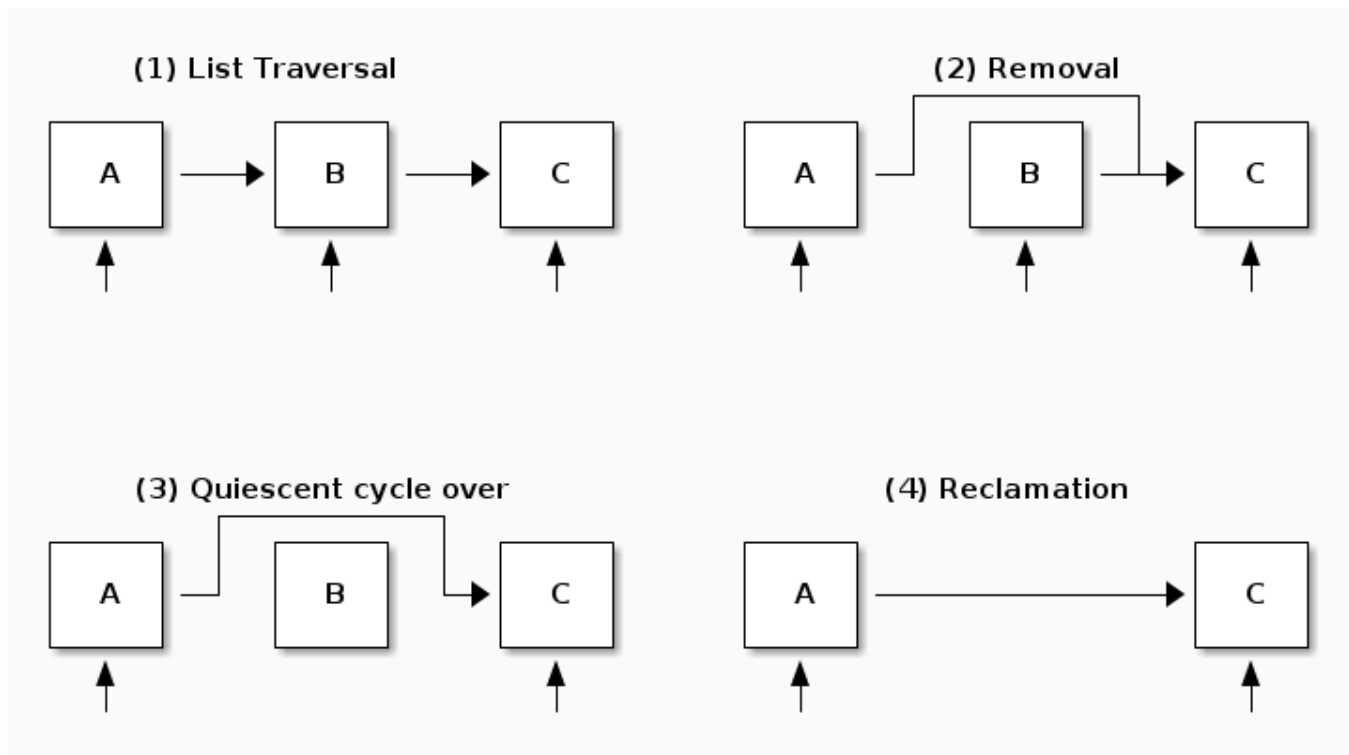 (1) List Traversal
A
B
C
(2) Removal
A
B
C
(3) Quiescent cycle over
A
B
C
(4) Reclamation
A
C